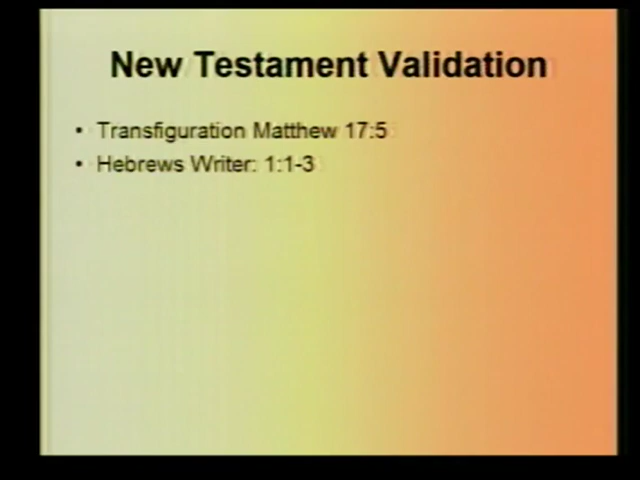 New Testament Validation
• Transfiguration Matthew 17:5
• Hebrews Writer: 1:1-3